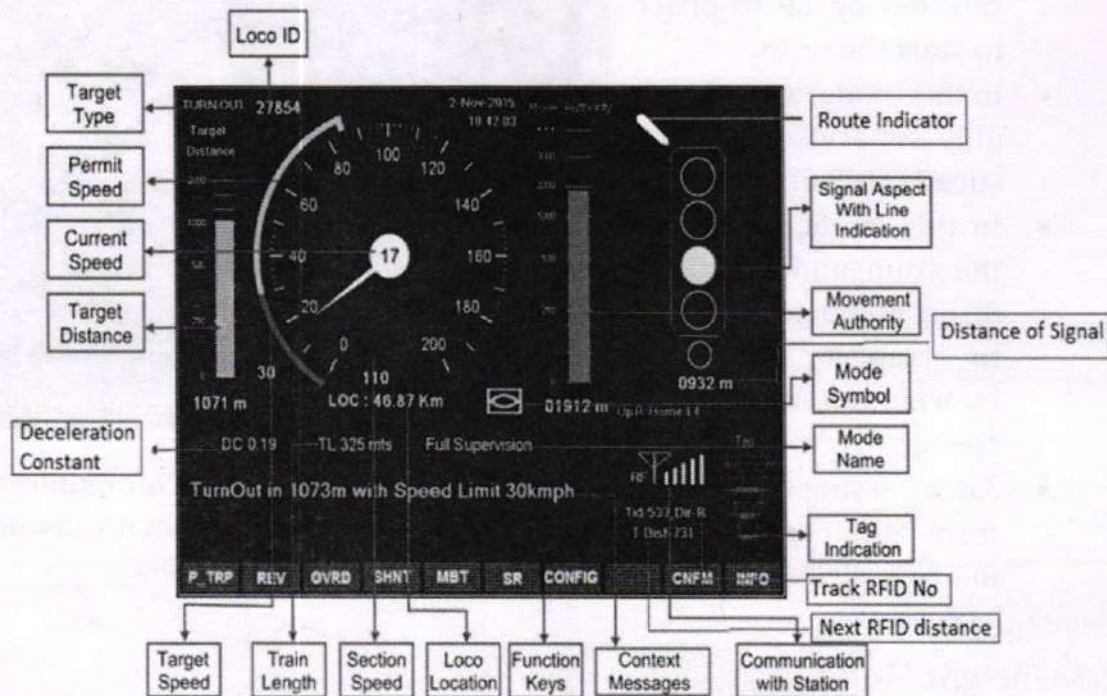 Loco ID
Target Type
Permit Speed
Current Speed
Target Distance
Deceleration Constant
TURNOUT 27854
Target Distance
1000
1071 m
30
0
20
40
60
80
100
120
140
160
180
200
17
110
LOC : 46.87 Km
2-Nov-2015
Authority
01912 m
0932 m
DC 0.19 TL 325 mts Full Supervision
RF
TurnOut in 1073m with Speed Limit 30kmph
P_TRP REV OVRD SHNT MBT SR CONFIG CNFM INFO
Route Indicator
Signal Aspect With Line Indication
Movement Authority
Distance of Signal
Mode Symbol
Mode Name
Tag Indication
Track RFID No
Next RFID distance
Target Speed
Train Length
Section Speed
Loco Location
Function Keys
Context Messages
Communication with Station